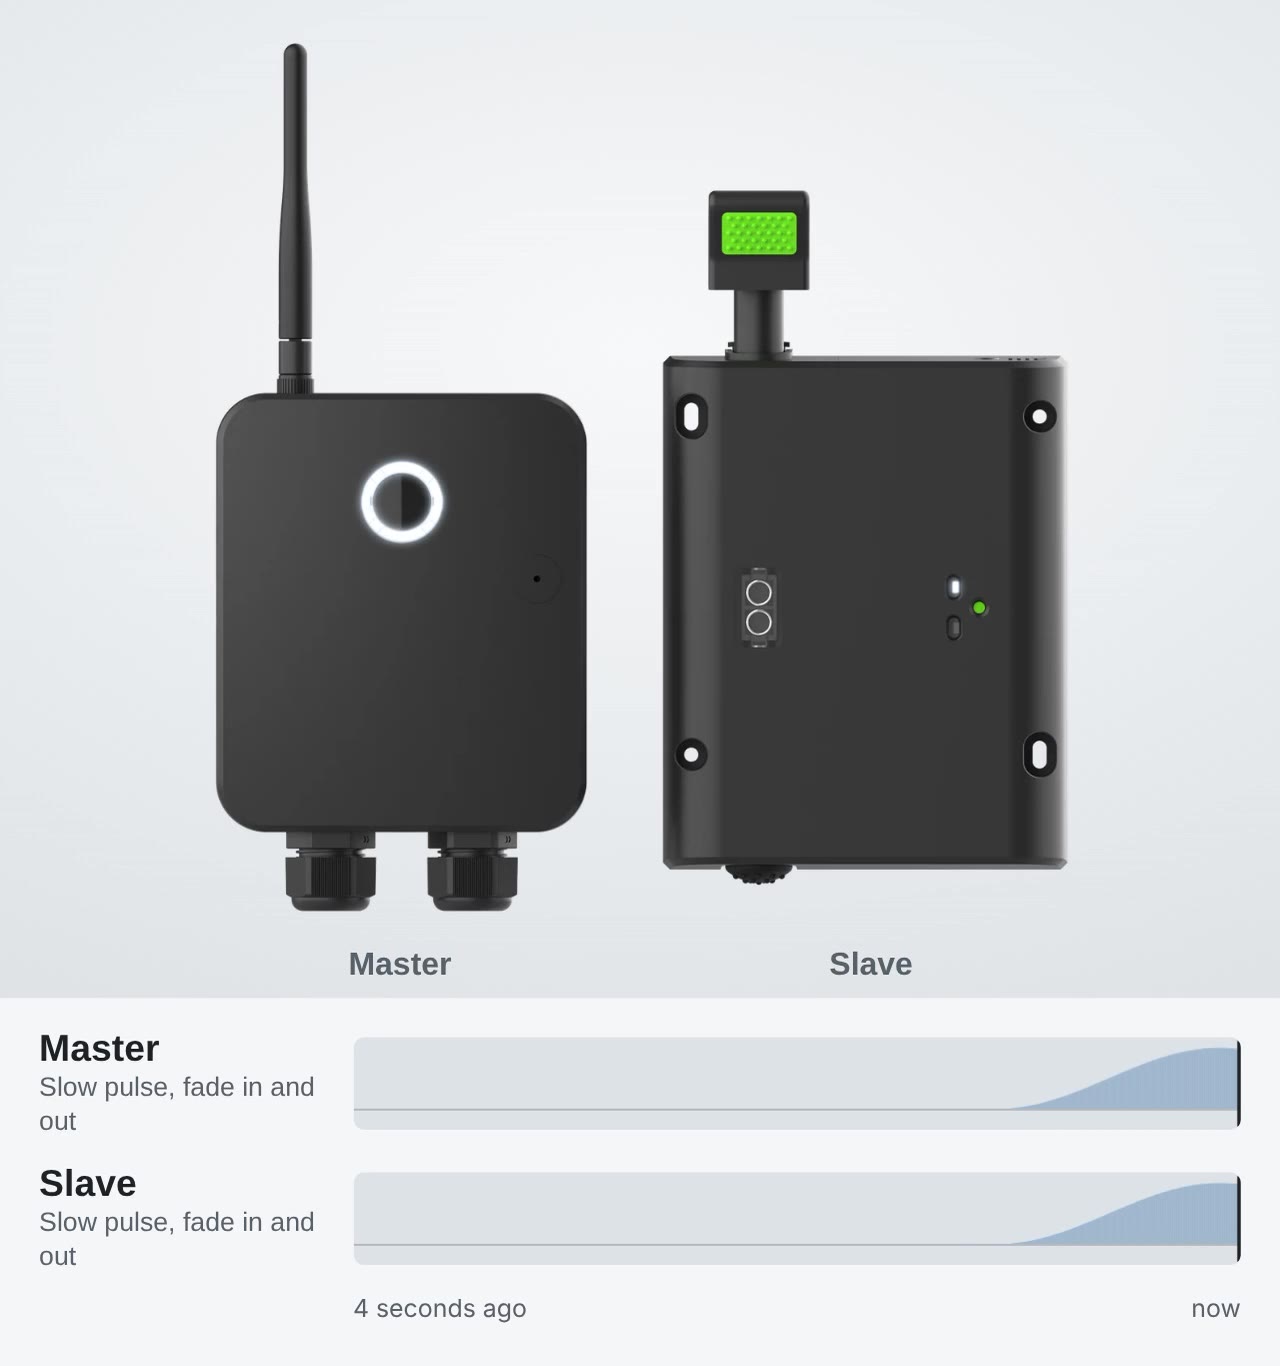 Master
Slave
Master
Slow pulse, fade in and
out
Slave
Slow pulse, fade in and
out
4 seconds ago
now